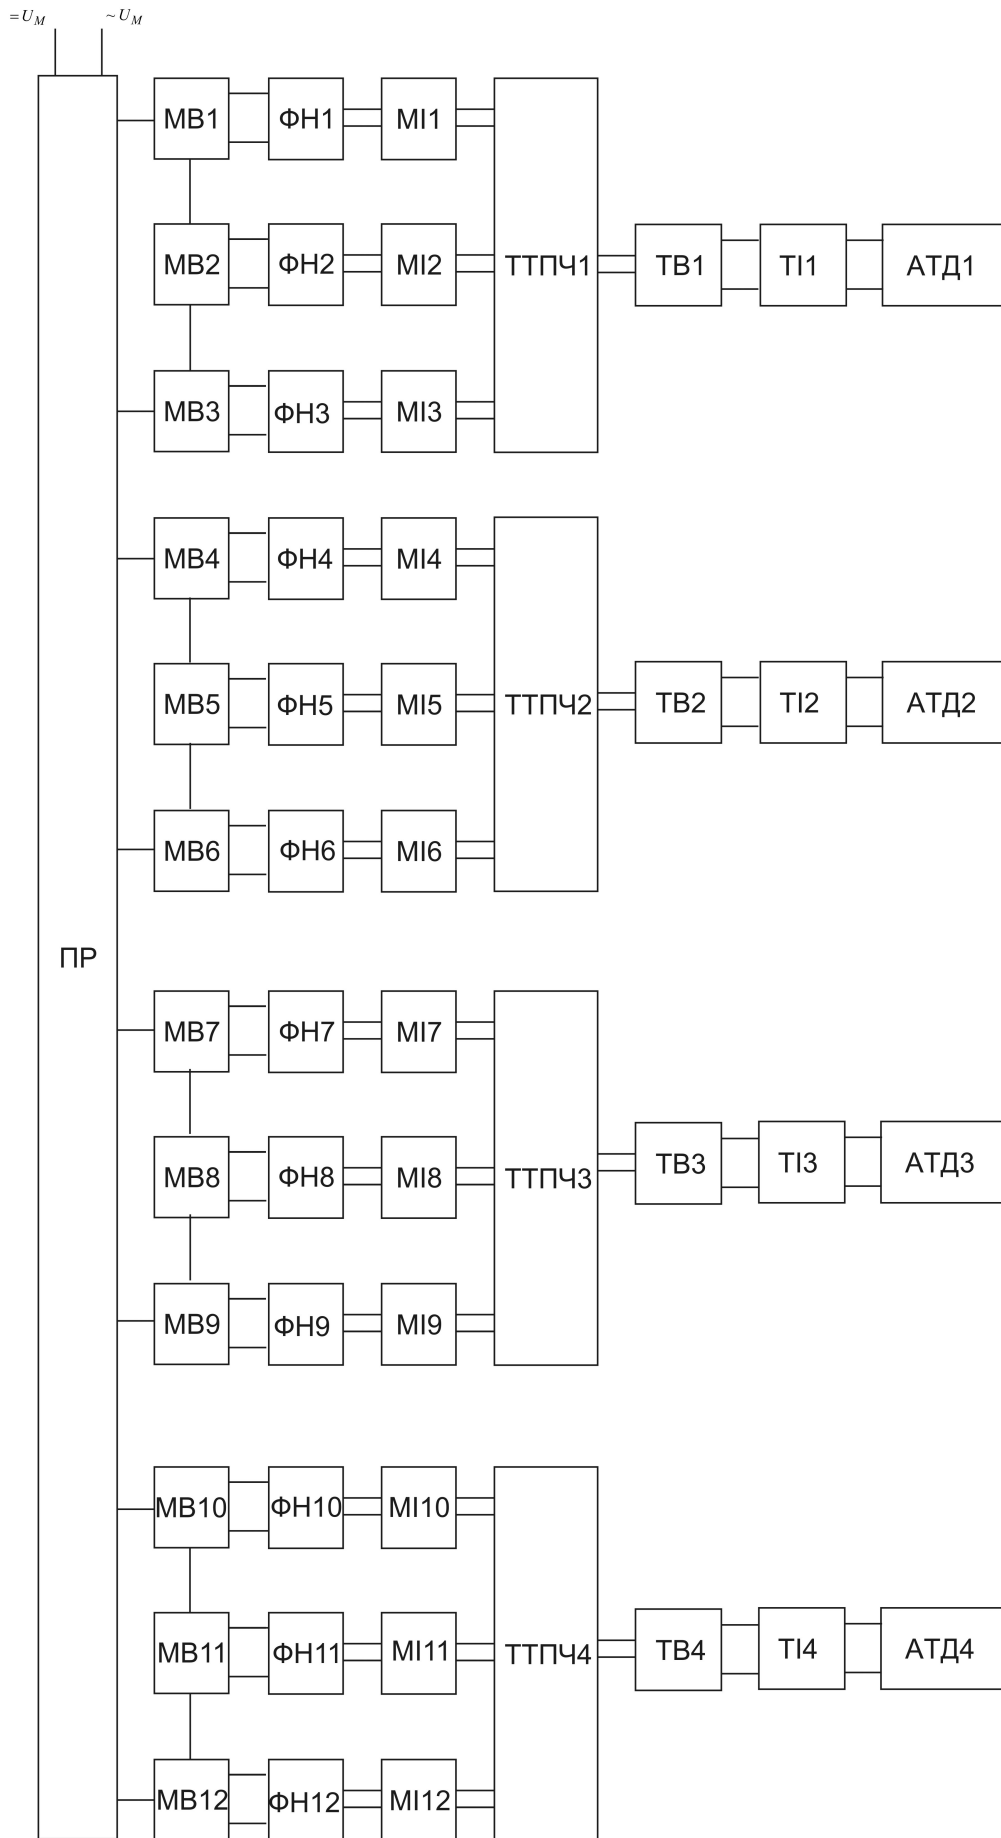 =U_M ~U_M
МВ1 ФН1 МІ1
МВ2 ФН2 МІ2 ТТПЧ1 ТВ1 ТІ1 АТД1
МВ3 ФН3 МІ3
МВ4 ФН4 МІ4
МВ5 ФН5 МІ5 ТТПЧ2 ТВ2 ТІ2 АТД2
МВ6 ФН6 МІ6
ПР
МВ7 ФН7 МІ7
МВ8 ФН8 МІ8 ТТПЧ3 ТВ3 ТІ3 АТД3
МВ9 ФН9 МІ9
МВ10 ФН10 МІ10
МВ11 ФН11 МІ11 ТТПЧ4 ТВ4 ТІ4 АТД4
МВ12 ФН12 МІ12